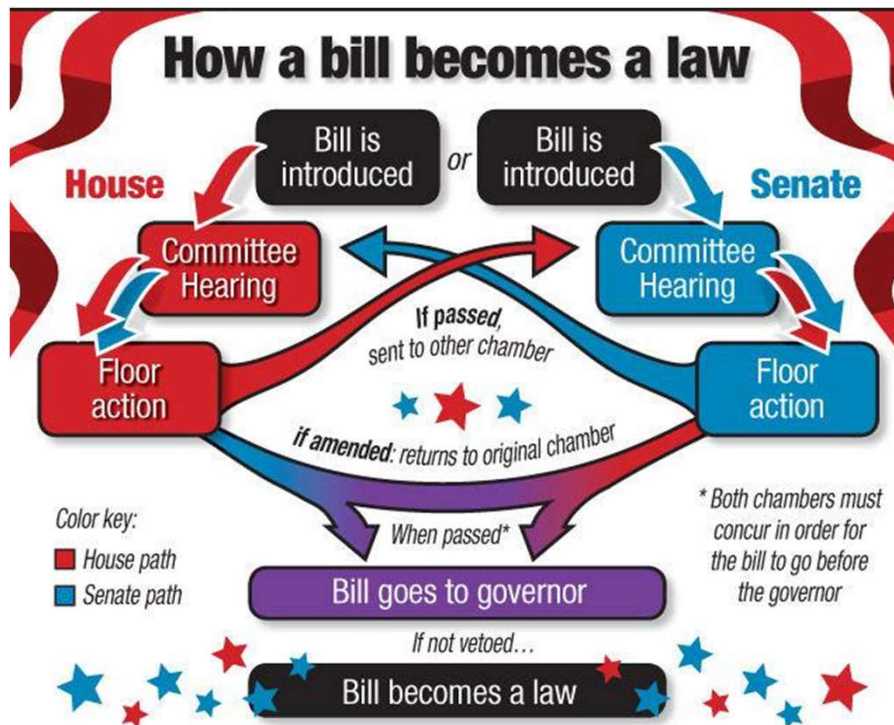 How a bill becomes a law
Bill is
introduced
or
Bill is
introduced
House
Senate
Committee
Hearing
Committee
Hearing
If passed,
sent to other chamber
Floor
action
Floor
action
if amended: returns to original chamber
Color key:
House path
Senate path
When passed*
* Both chambers must
concur in order for
the bill to go before
the governor
Bill goes to governor
If not vetoed...
Bill becomes a law